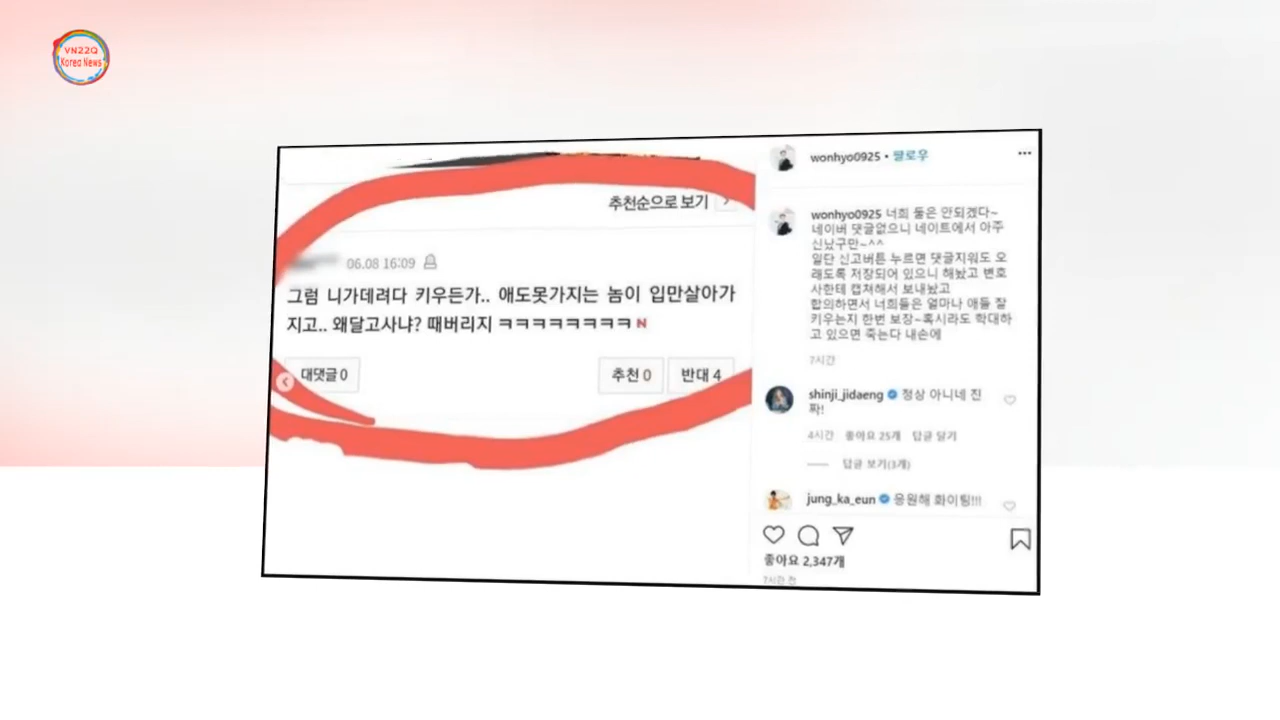 VN22Q
Korea News
추천순으로 보기
06.08 16:09
그럼 니가데려다 키우든가.. 애도못가지는 놈이 입만살아가
지고.. 왜달고사냐? 때버리지 ㅋㅋㅋㅋㅋㅋㅋㅋ N
대댓글 0
추천 0
반대 4
wonhyo0925 • 팔로우
wonhyo0925 너희 둘은 안되겠다~
네이버 댓글없으니 네이트에서 아주
신났구만~^^
일단 신고버튼 누르면 댓글지워도 오
래도록 저장되어 있으니 해놨고 변호
사한테 캡쳐해서 보내놨고
합의하면서 너희들은 얼마나 애들 잘
키우는지 한번 보장~혹시라도 학대하
고 있으면 죽는다 내손에
7시간
shinji_jidaeng 정상 아니네 진
짜!
4시간 좋아요 25개 답글 달기
답글 보기(3개)
jung_ka_eun 응원해 화이팅!!!
좋아요 2,347개
7시간 전